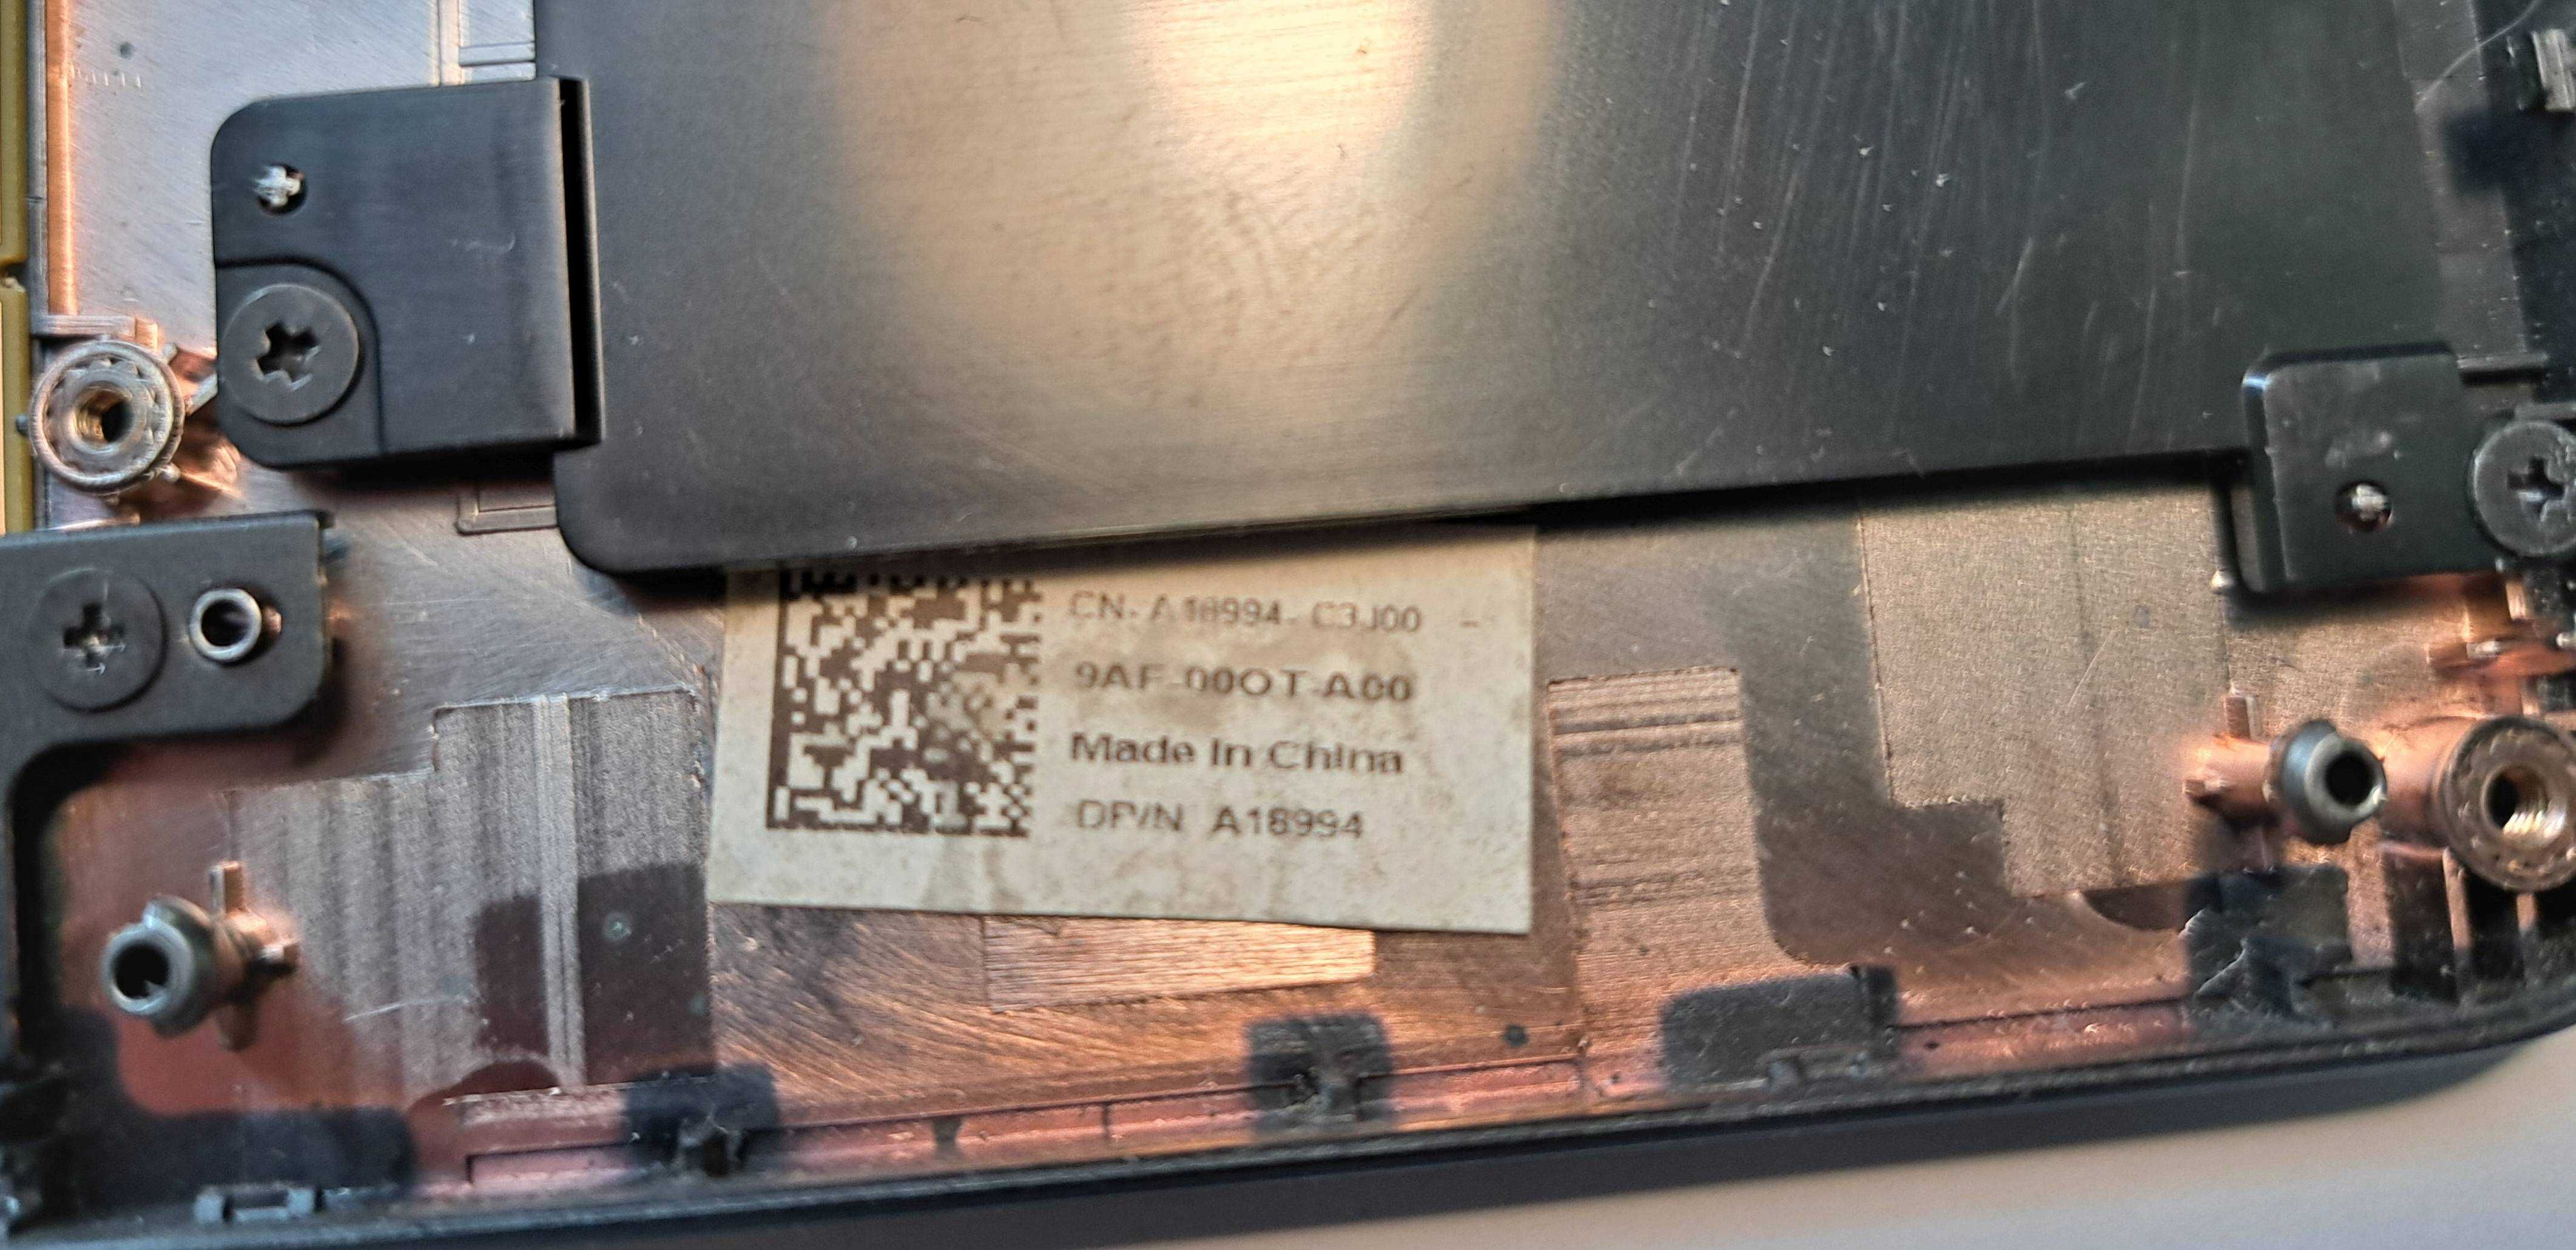 CN-A18994-C3J00 -
9AF-00OT-A00
Made in China
DP/N A18994